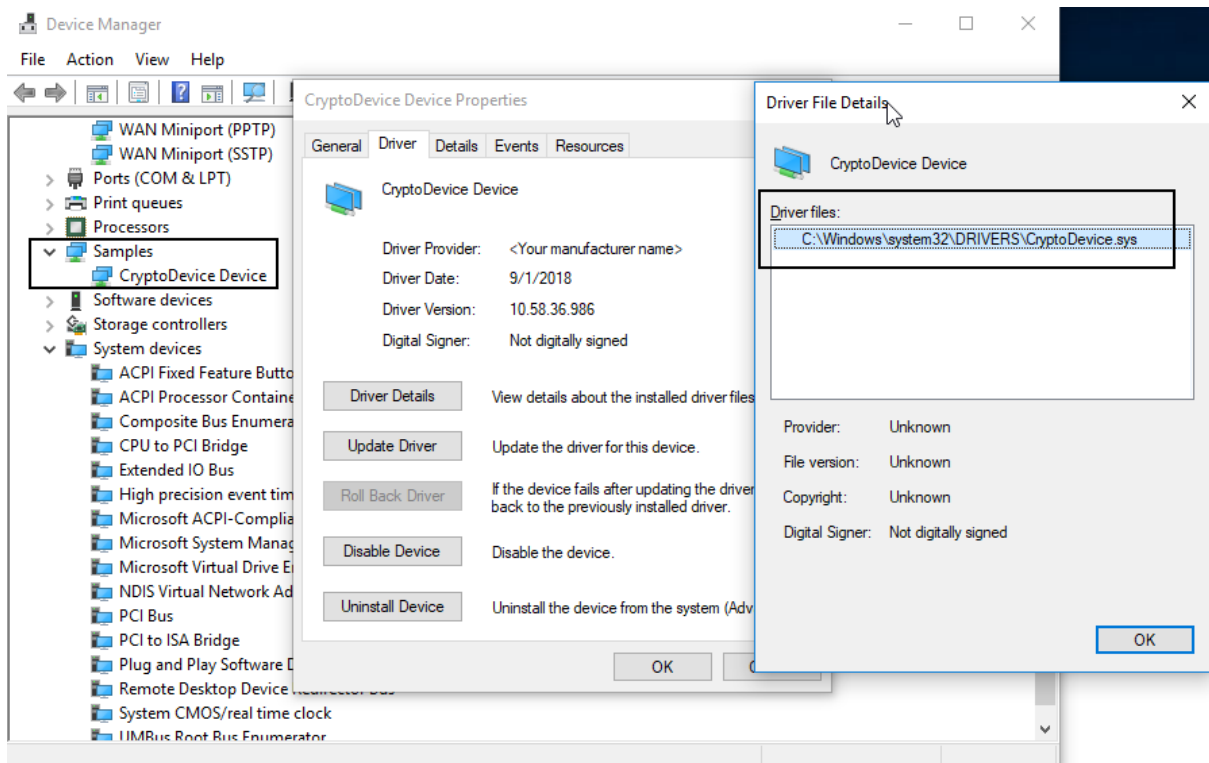 Device Manager
File Action View Help
WAN Miniport (PPTP)
WAN Miniport (SSTP)
Ports (COM & LPT)
Print queues
Processors
Samples
CryptoDevice Device
Software devices
Storage controllers
System devices
ACPI Fixed Feature Butto
ACPI Processor Containe
Composite Bus Enumera
CPU to PCI Bridge
Extended IO Bus
High precision event tim
Microsoft ACPI-Complia
Microsoft System Manag
Microsoft Virtual Drive E
NDIS Virtual Network Ad
PCI Bus
PCI to ISA Bridge
Plug and Play Software D
Remote Desktop Device Redirector Bus
System CMOS/real time clock
UMBus Root Bus Enumerator
CryptoDevice Device Properties
General Driver Details Events Resources
CryptoDevice Device
Driver Provider: <Your manufacturer name>
Driver Date: 9/1/2018
Driver Version: 10.58.36.986
Digital Signer: Not digitally signed
Driver Details View details about the installed driver files
Update Driver Update the driver for this device.
Roll Back Driver If the device fails after updating the driver
back to the previously installed driver.
Disable Device Disable the device.
Uninstall Device Uninstall the device from the system (Adv
OK
Driver File Details
CryptoDevice Device
Driver files:
C:\Windows\system32\DRIVERS\CryptoDevice.sys
Provider: Unknown
File version: Unknown
Copyright: Unknown
Digital Signer: Not digitally signed
OK